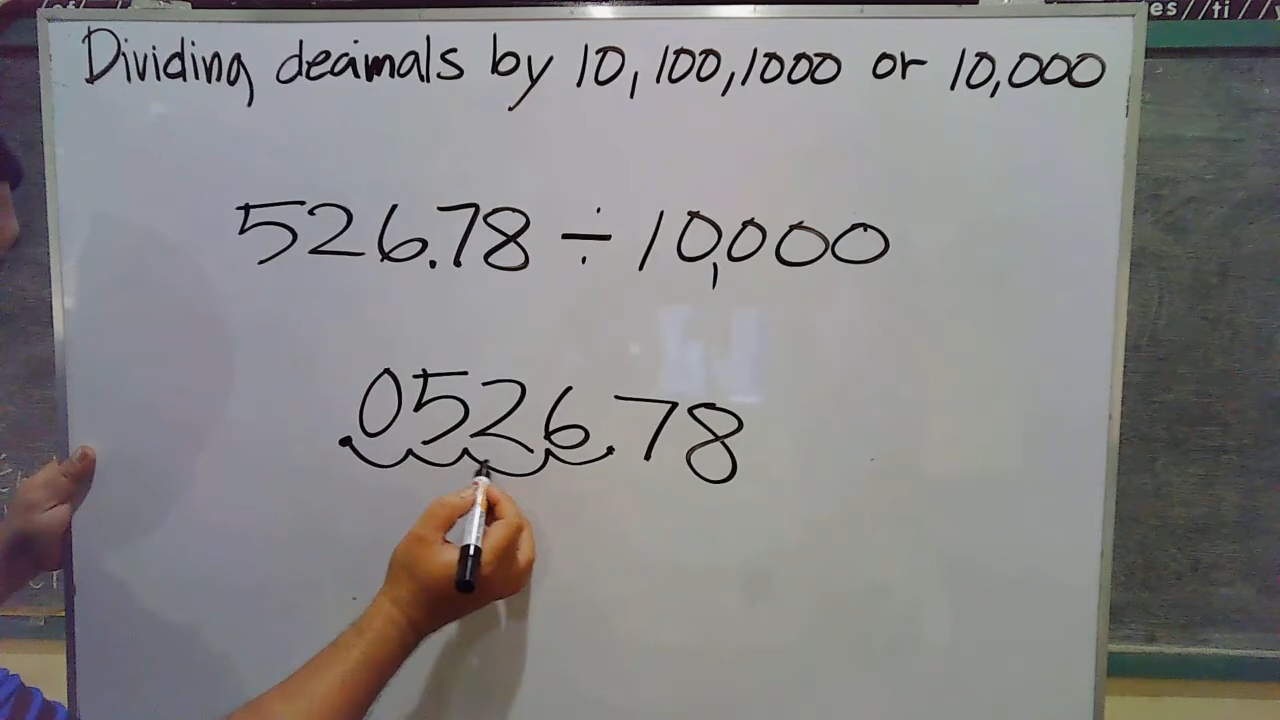 Dividing decimals by 10, 100, 1000 or 10,000
526.78 ÷ 10,000
.0526.78